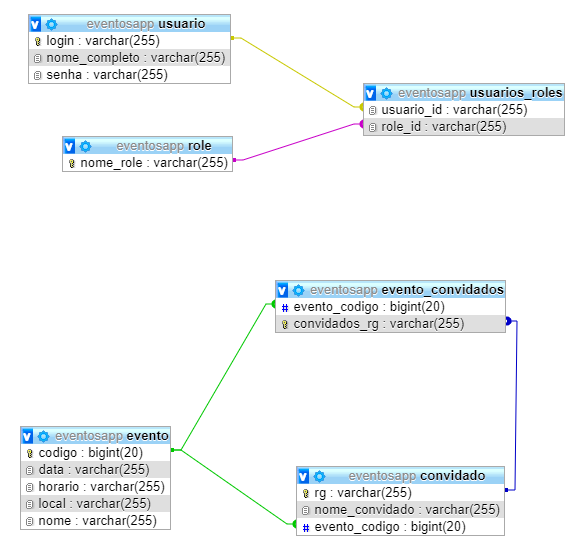 eventosapp usuario
login : varchar(255)
nome_completo : varchar(255)
senha : varchar(255)
eventosapp usuarios_roles
usuario_id : varchar(255)
role_id : varchar(255)
eventosapp role
nome_role : varchar(255)
eventosapp evento_convidados
# evento_codigo : bigint(20)
convidados_rg : varchar(255)
eventosapp evento
codigo : bigint(20)
data : varchar(255)
horario : varchar(255)
local : varchar(255)
nome : varchar(255)
eventosapp convidado
rg : varchar(255)
nome_convidado : varchar(255)
# evento_codigo : bigint(20)